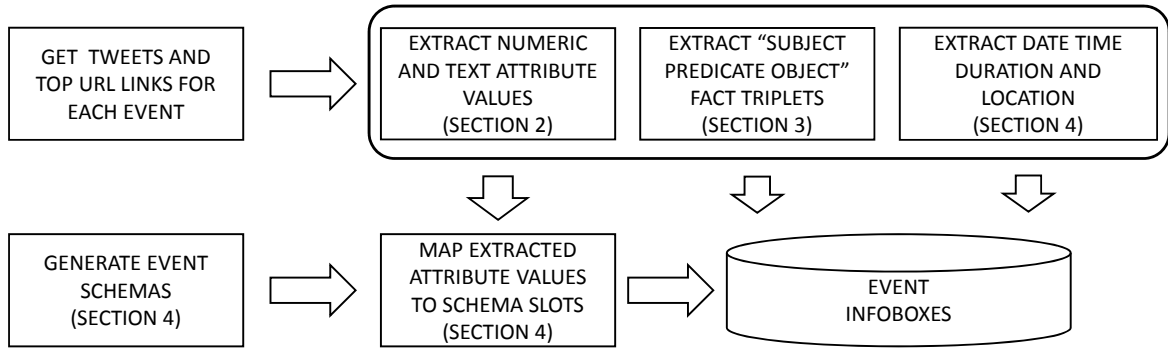 GET TWEETS AND
TOP URL LINKS FOR
EACH EVENT
EXTRACT NUMERIC
AND TEXT ATTRIBUTE
VALUES
(SECTION 2)
EXTRACT “SUBJECT
PREDICATE OBJECT”
FACT TRIPLETS
(SECTION 3)
EXTRACT DATE TIME
DURATION AND
LOCATION
(SECTION 4)
GENERATE EVENT
SCHEMAS
(SECTION 4)
MAP EXTRACTED
ATTRIBUTE VALUES
TO SCHEMA SLOTS
(SECTION 4)
EVENT
INFOBOXES